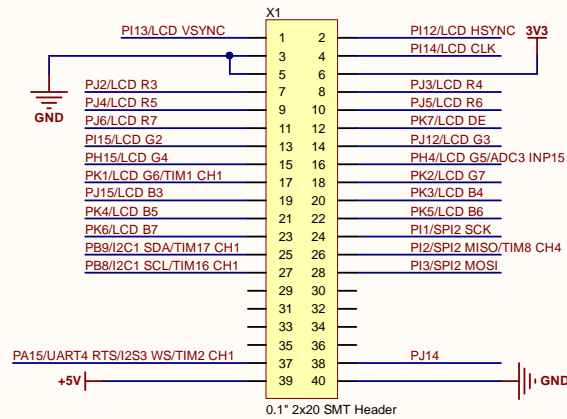 X1
PI13/LCD VSYNC 1 2 PI12/LCD HSYNC 3V3
3 4 PI14/LCD CLK
5 6
PJ2/LCD R3 7 8 PJ3/LCD R4
PJ4/LCD R5 9 10 PJ5/LCD R6
GND
PJ6/LCD R7 11 12 PK7/LCD DE
PI15/LCD G2 13 14 PJ12/LCD G3
PH15/LCD G4 15 16 PH4/LCD G5/ADC3 INP15
PK1/LCD G6/TIM1 CH1 17 18 PK2/LCD G7
PJ15/LCD B3 19 20 PK3/LCD B4
PK4/LCD B5 21 22 PK5/LCD B6
PK6/LCD B7 23 24 PI1/SPI2 SCK
PB9/I2C1 SDA/TIM17 CH1 25 26 PI2/SPI2 MISO/TIM8 CH4
PB8/I2C1 SCL/TIM16 CH1 27 28 PI3/SPI2 MOSI
29 30
31 32
33 34
35 36
PA15/UART4 RTS/I2S3 WS/TIM2 CH1 37 38 PJ14
+5V 39 40 GND
0.1" 2x20 SMT Header